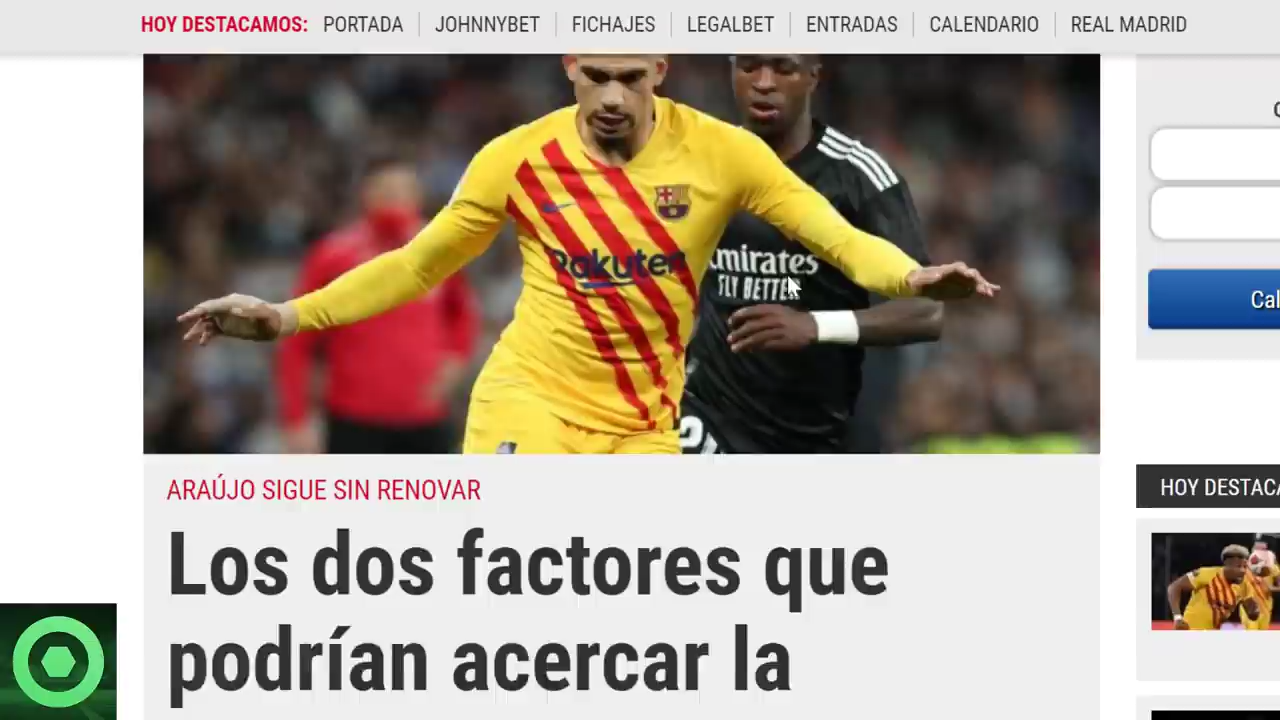 HOY DESTACAMOS: PORTADA JOHNNYBET FICHAJES LEGALBET ENTRADAS CALENDARIO REAL MADRID
Rakuten
Emirates
FLY BETTER
Cal
ARAÚJO SIGUE SIN RENOVAR
HOY DESTACA
Los dos factores que
podrían acercar la